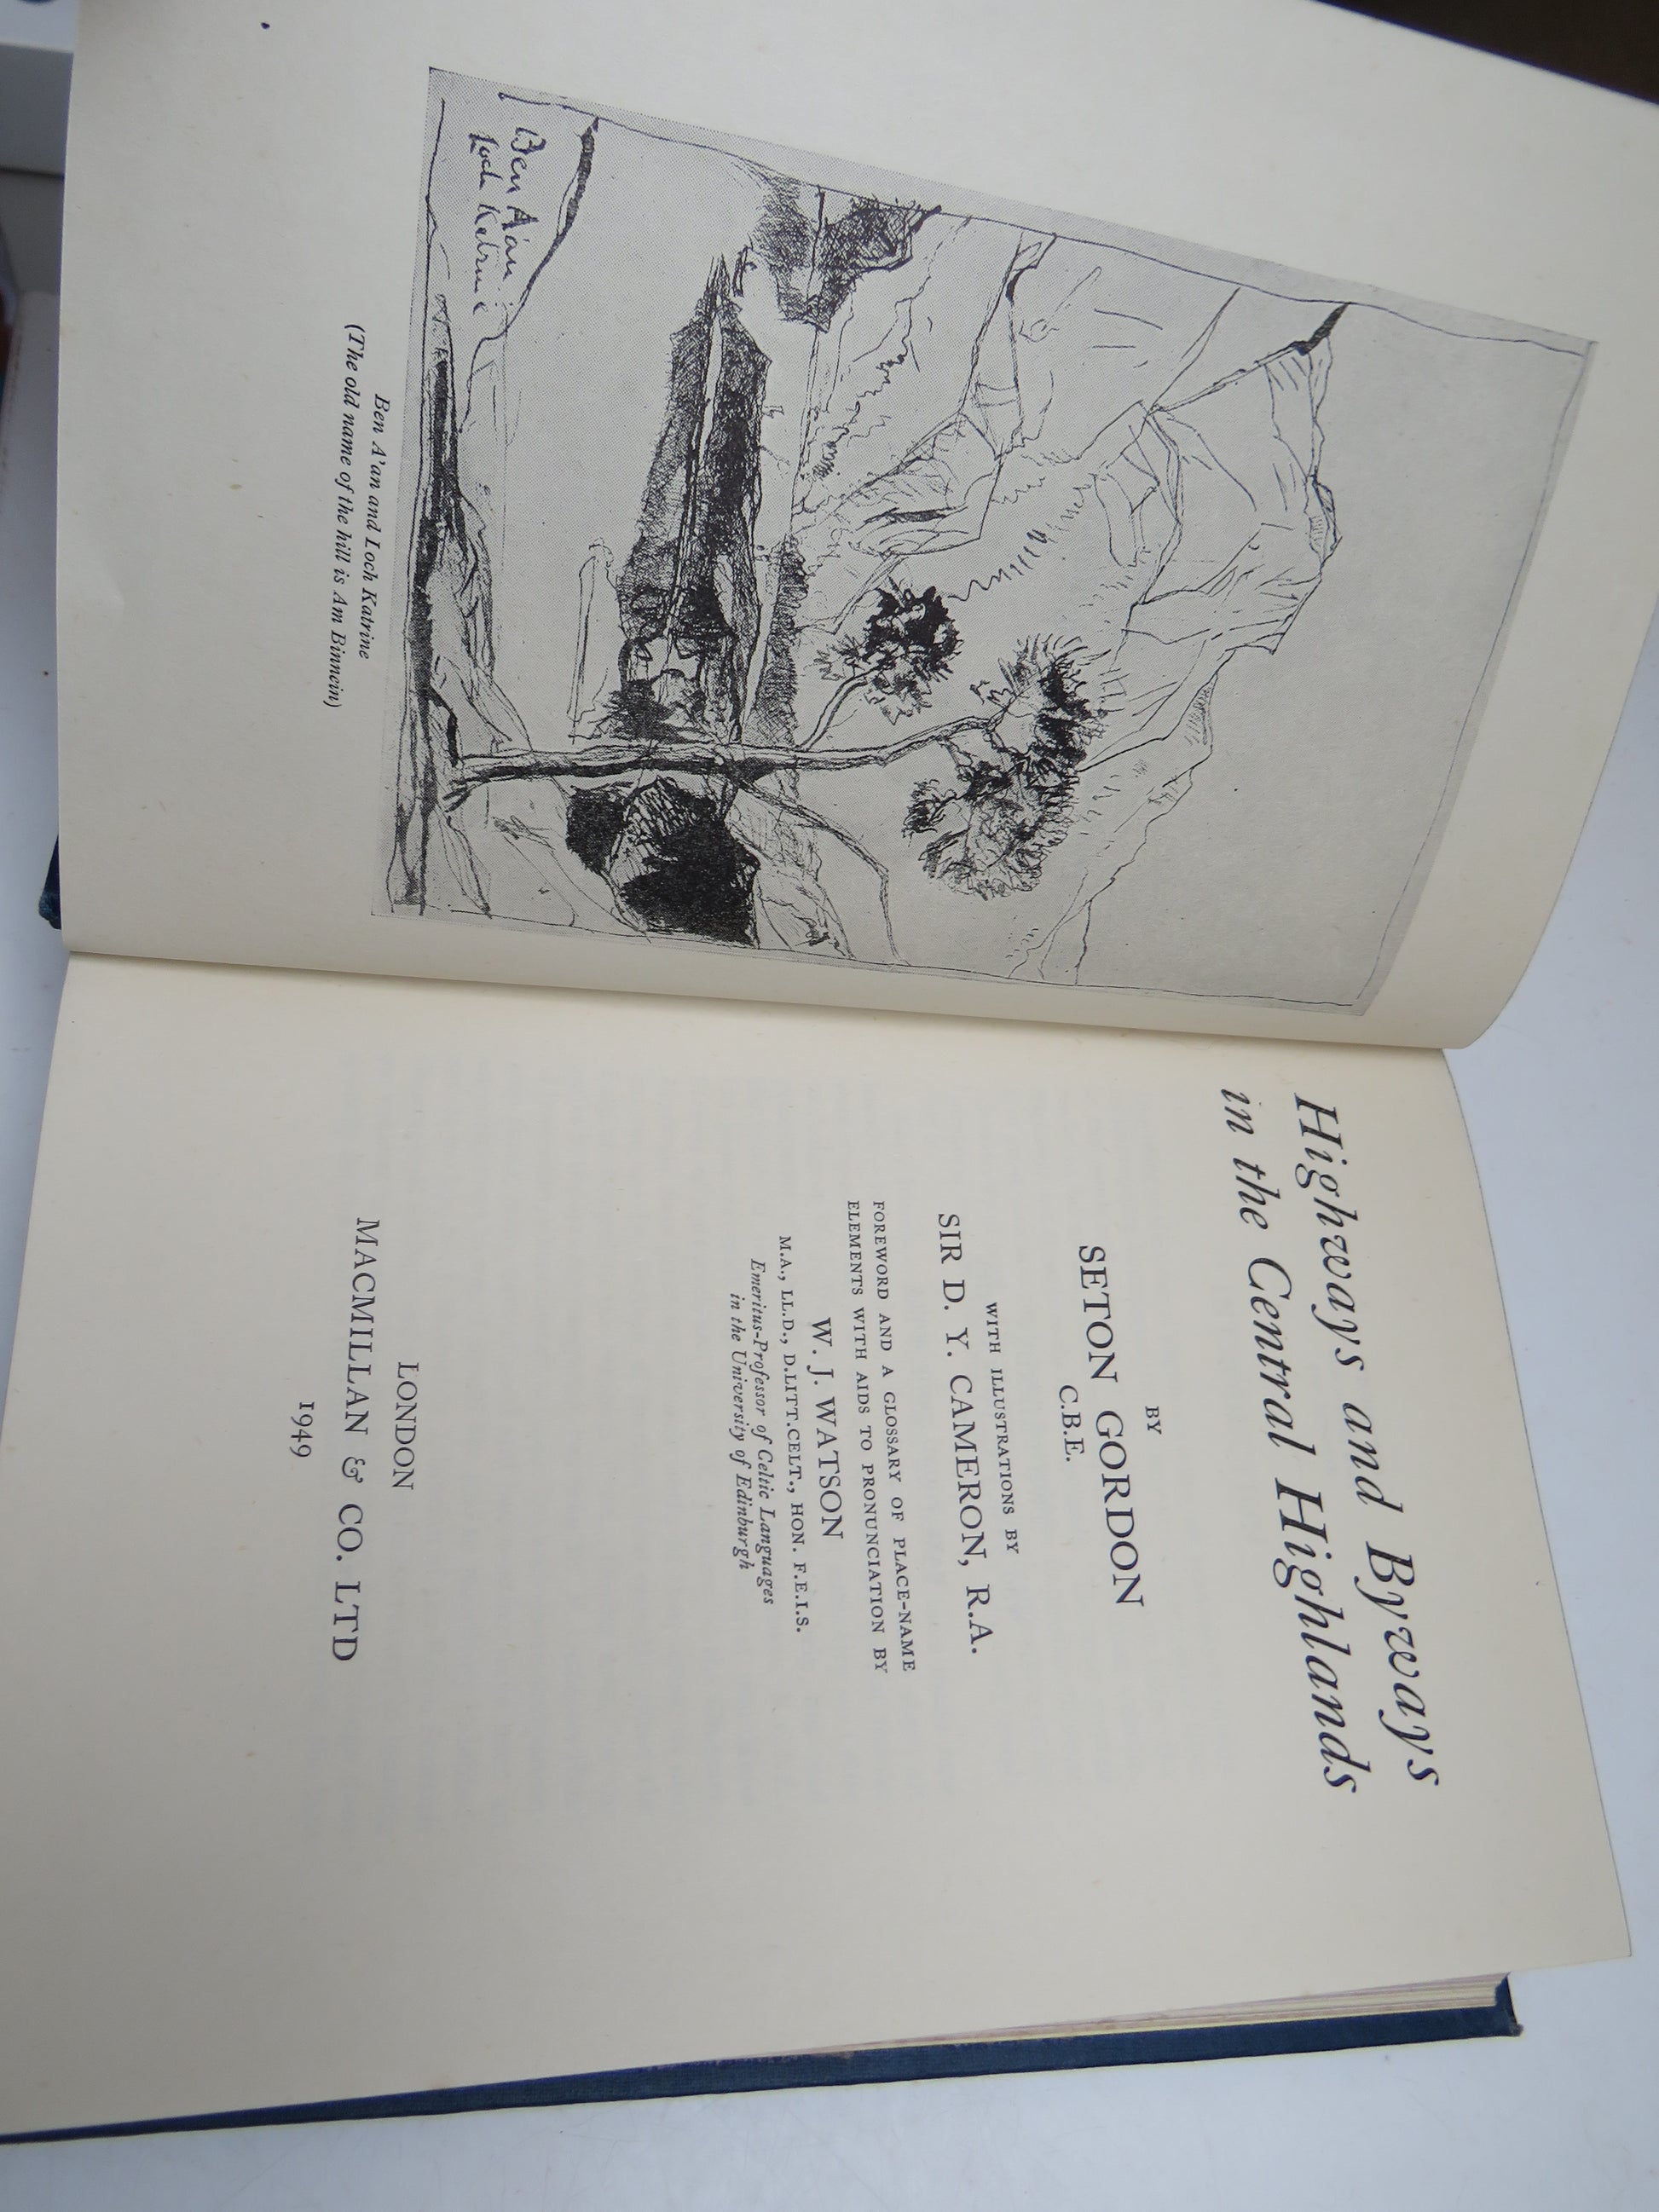 Ben A'an
Loch Katrine
Ben A'an and Loch Katrine
(The old name of the hill is Am Binnein)
Highways and Byways
in the Central Highlands
BY
SETON GORDON
C.B.E.
WITH ILLUSTRATIONS BY
SIR D. Y. CAMERON, R.A.
FOREWORD AND A GLOSSARY OF PLACE-NAME
ELEMENTS WITH AIDS TO PRONUNCIATION BY
W. J. WATSON
M.A., LL.D., D.LITT.CELT., HON. F.E.I.S.
Emeritus-Professor of Celtic Languages
in the University of Edinburgh
LONDON
MACMILLAN & CO. LTD
1949